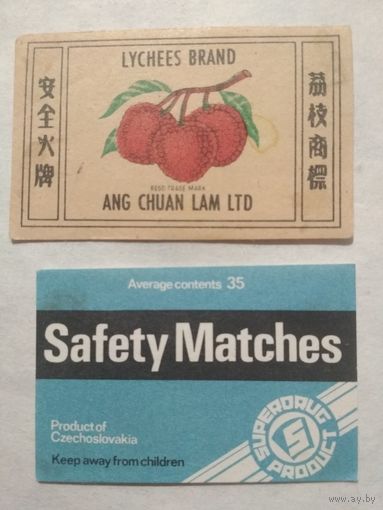 LYCHEES BRAND
安全火牌
荔枝商標
REGD TRADE MARK
ANG CHUAN LAM LTD
Average contents 35
Safety Matches
Product of
Czechoslovakia
Keep away from children
SUPERDRUG
S
PRODUCT
www.ay.by